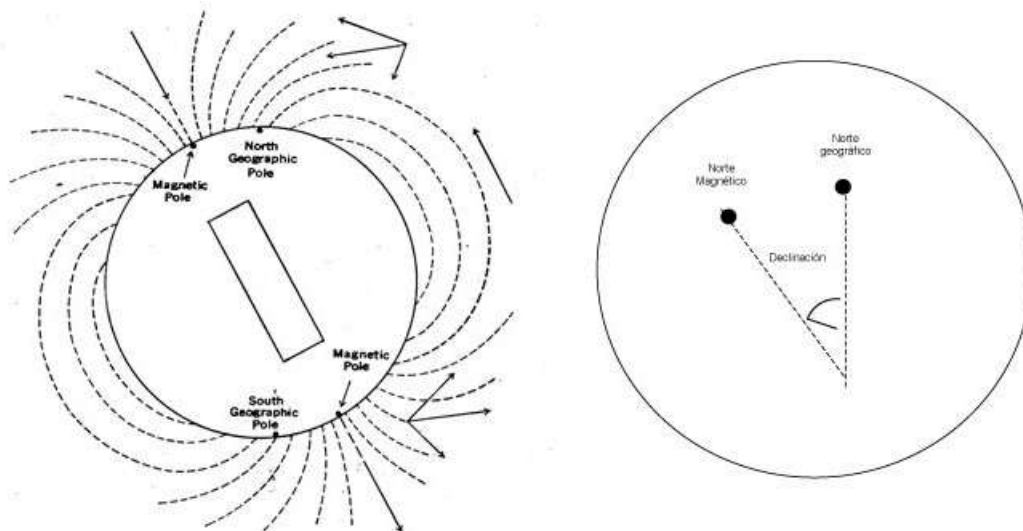 North
Geographic
Pole
Magnetic
Pole
Magnetic
Pole
South
Geographic
Pole
Norte
geográfico
Norte
Magnético
Declinación